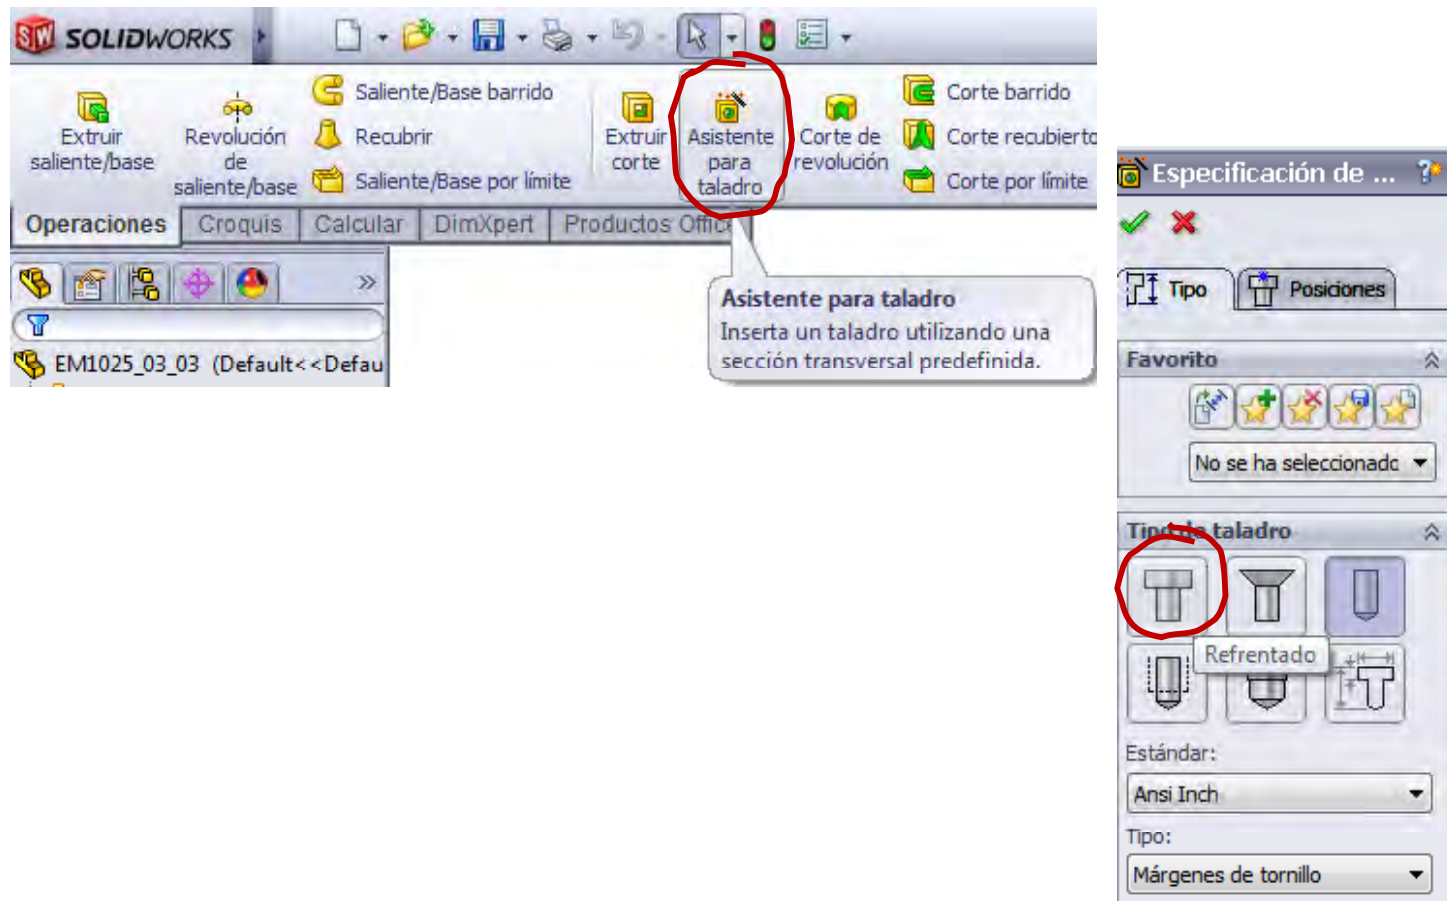 SW SOLIDWORKS
Extruir
saliente/base
Revolución
de
saliente/base
Saliente/Base barrido
Recubrir
Saliente/Base por límite
Extruir
corte
Asistente
para
taladro
Corte de
revolución
Corte barrido
Corte recubierto
Corte por límite
Operaciones Croquis Calcular DimXpert Productos Office
EM1025_03_03 (Default<<Defau
Asistente para taladro
Inserta un taladro utilizando una
sección transversal predefinida.
Especificación de ... ?
Tipo Posiciones
Favorito
No se ha seleccionado
Tipo de taladro
Refrentado
Estándar:
Ansi Inch
Tipo:
Márgenes de tornillo